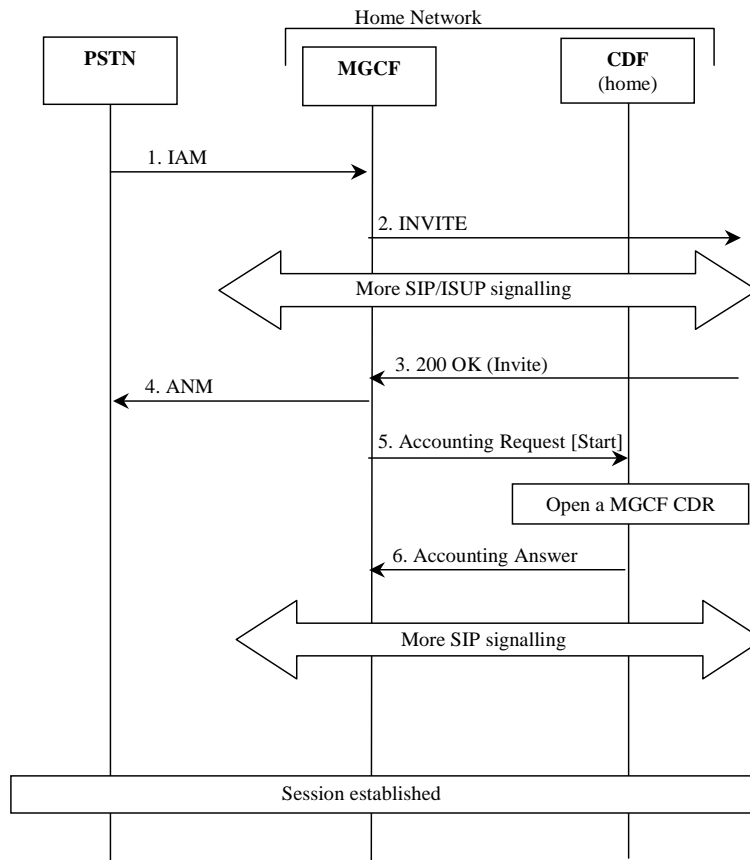 Home Network
PSTN
MGCF
CDF
(home)
1. IAM
2. INVITE
More SIP/ISUP signalling
3. 200 OK (Invite)
4. ANM
5. Accounting Request [Start]
Open a MGCF CDR
6. Accounting Answer
More SIP signalling
Session established